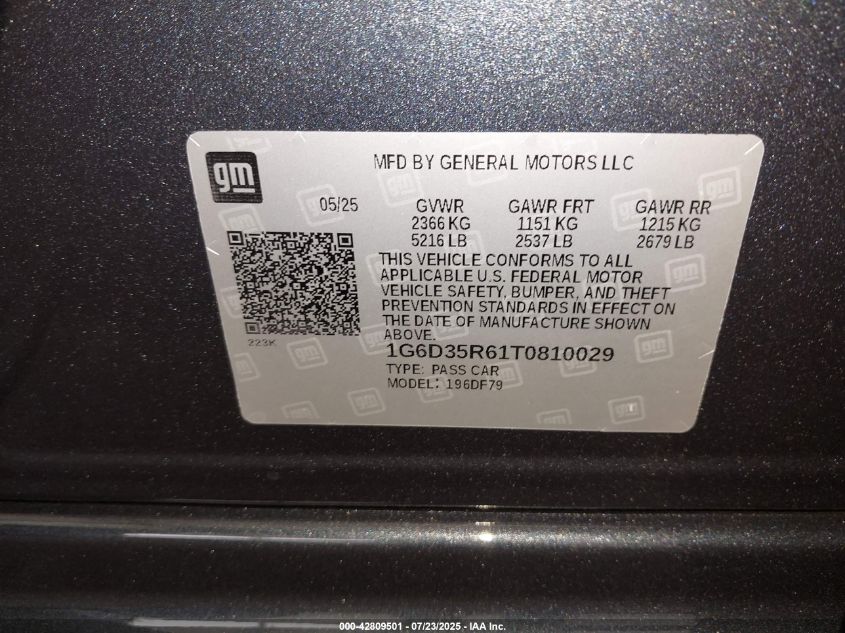 gm
MFD BY GENERAL MOTORS LLC
05/25 GVWR GAWR FRT GAWR RR
2366 KG 1151 KG 1215 KG
5216 LB 2537 LB 2679 LB
THIS VEHICLE CONFORMS TO ALL
APPLICABLE U.S. FEDERAL MOTOR
VEHICLE SAFETY, BUMPER, AND THEFT
PREVENTION STANDARDS IN EFFECT ON
THE DATE OF MANUFACTURE SHOWN
ABOVE.
223K
1G6D35R61T0810029
TYPE: PASS CAR
MODEL: 196DF79
000-42809501 - 07/23/2025 - IAA Inc.